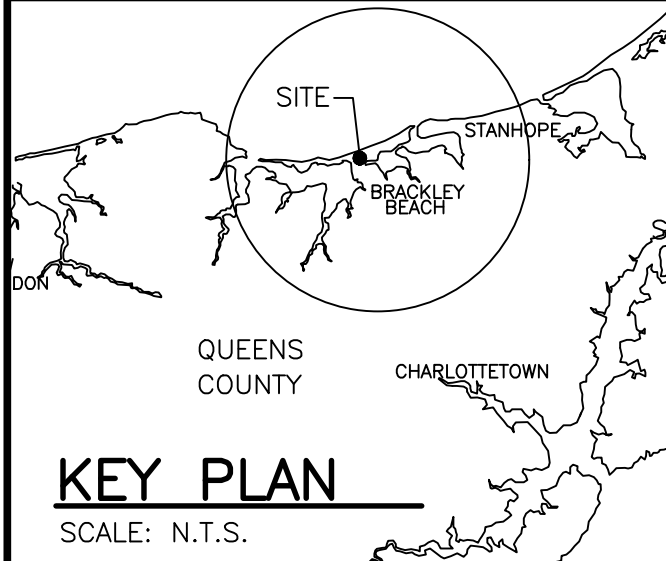 SITE
STANHOPE
BRACKLEY
BEACH
DON
QUEENS
COUNTY
CHARLOTTETOWN
KEY PLAN
SCALE: N.T.S.